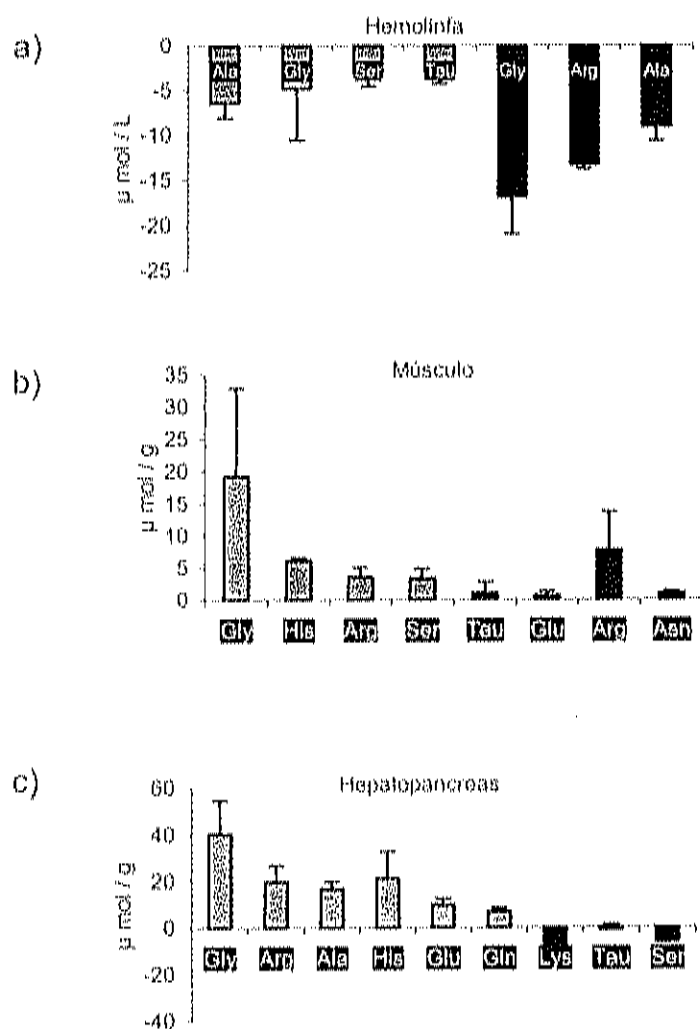 a)
Hemolinfa
μ mol / L
0
-5
-10
-15
-20
-25
Ala Gly Ser Tau Gly Arg Ala
b)
Músculo
μ mol / g
35
30
25
20
15
10
5
0
Gly His Arg Ser Tau Glu Arg Asn
c)
Hepatopancreas
μ mol / g
60
40
20
0
-20
-40
Gly Arg Ala His Glu Gln Lys Tau Ser